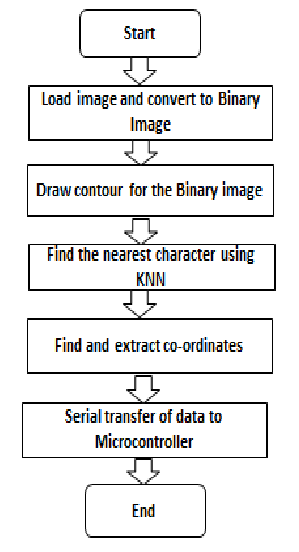 Start
Load image and convert to Binary
Image
Draw contour for the Binary image
Find the nearest character using
KNN
Find and extract co-ordinates
Serial transfer of data to
Microcontroller
End